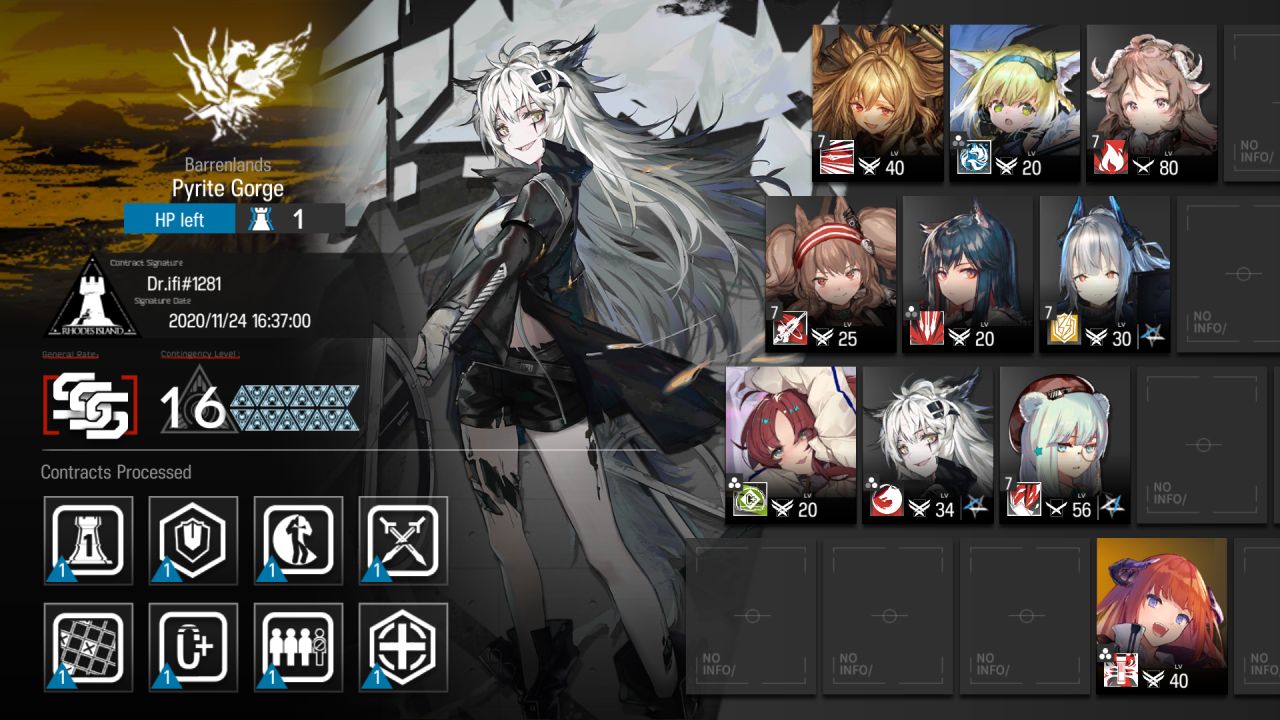 Barrenlands
Pyrite Gorge
HP left 1
Contract Signature
Dr.ifi#1281
Signature Date
2020/11/24 16:37:00
RHODES ISLAND
General Rate:
Contingency Level:
SSS
16
Contracts Processed
1
1 1 1 1
1 1 1 1
7 LV 40
LV 20
7 LV 80
NO INFO/
7 LV 25
LV 20
7 LV 30
NO INFO/
LV 20
LV 34
7 LV 56
NO INFO/
NO INFO/
NO INFO/
NO INFO/
LV 40
NO INFO